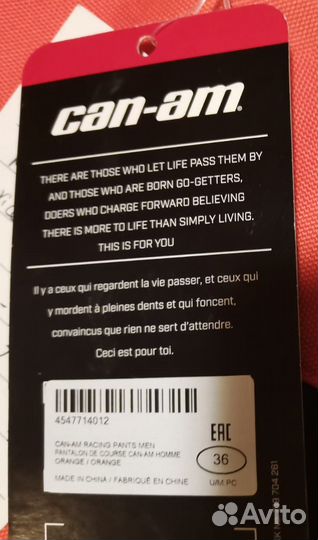 can-am
THERE ARE THOSE WHO LET LIFE PASS THEM BY
AND THOSE WHO ARE BORN GO-GETTERS,
DOERS WHO CHARGE FORWARD BELIEVING
THERE IS MORE TO LIFE THAN SIMPLY LIVING.
THIS IS FOR YOU
Il y a ceux qui regardent la vie passer, et ceux qui
y mordent à pleines dents et qui foncent,
convaincus que rien ne sert d'attendre.
Ceci est pour toi.
4547714012
CAN-AM RACING PANTS MEN
PANTALON DE COURSE CAN-AM HOMME
ORANGE / ORANGE
MADE IN CHINA / FABRIQUÉ EN CHINE
EAC
36
U/M PC
704 261
Avito